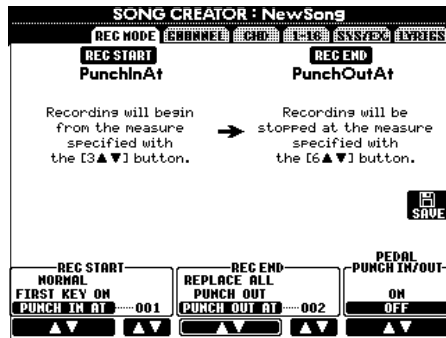 SONG CREATOR : NewSong
REC MODE CHANNEL CHD 1-16 SYS/EX. LYRICS
REC START REC END
PunchInAt PunchOutAt
Recording will begin
from the measure
specified with
the [3▲▼] button.
Recording will be
stopped at the measure
specified with
the [6▲▼] button.
SAVE
REC START
NORMAL
FIRST KEY ON
PUNCH IN AT 001
REC END
REPLACE ALL
PUNCH OUT
PUNCH OUT AT 002
PEDAL
PUNCH IN/OUT
ON
OFF
▲▼ ▲▼ ▲▼ ▲▼ ▲▼